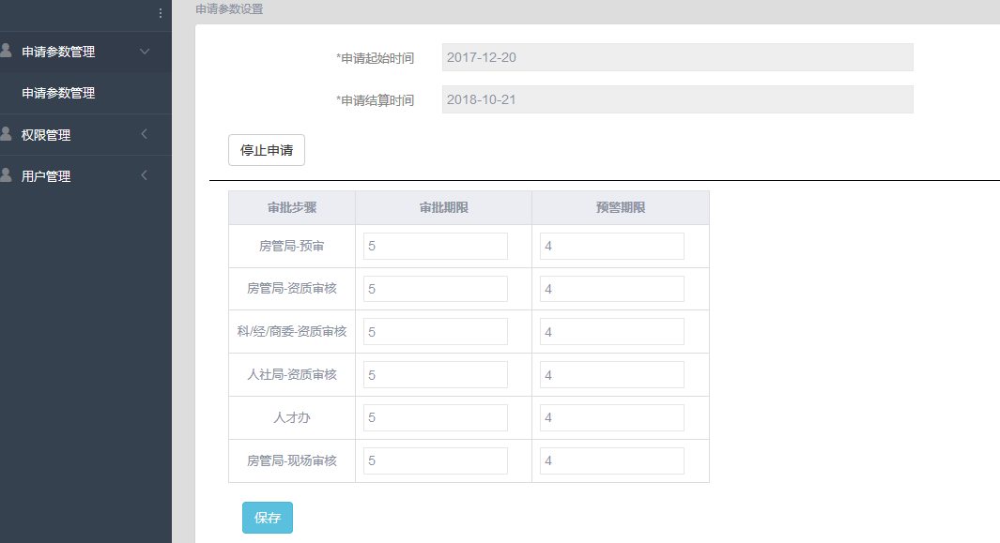 申请参数设置
申请参数管理
申请参数管理
权限管理
用户管理
*申请起始时间 2017-12-20
*申请结算时间 2018-10-21
停止申请
审批步骤 审批期限 预警期限
房管局-预审 5 4
房管局-资质审核 5 4
科/经/商委-资质审核 5 4
人社局-资质审核 5 4
人才办 5 4
房管局-现场审核 5 4
保存